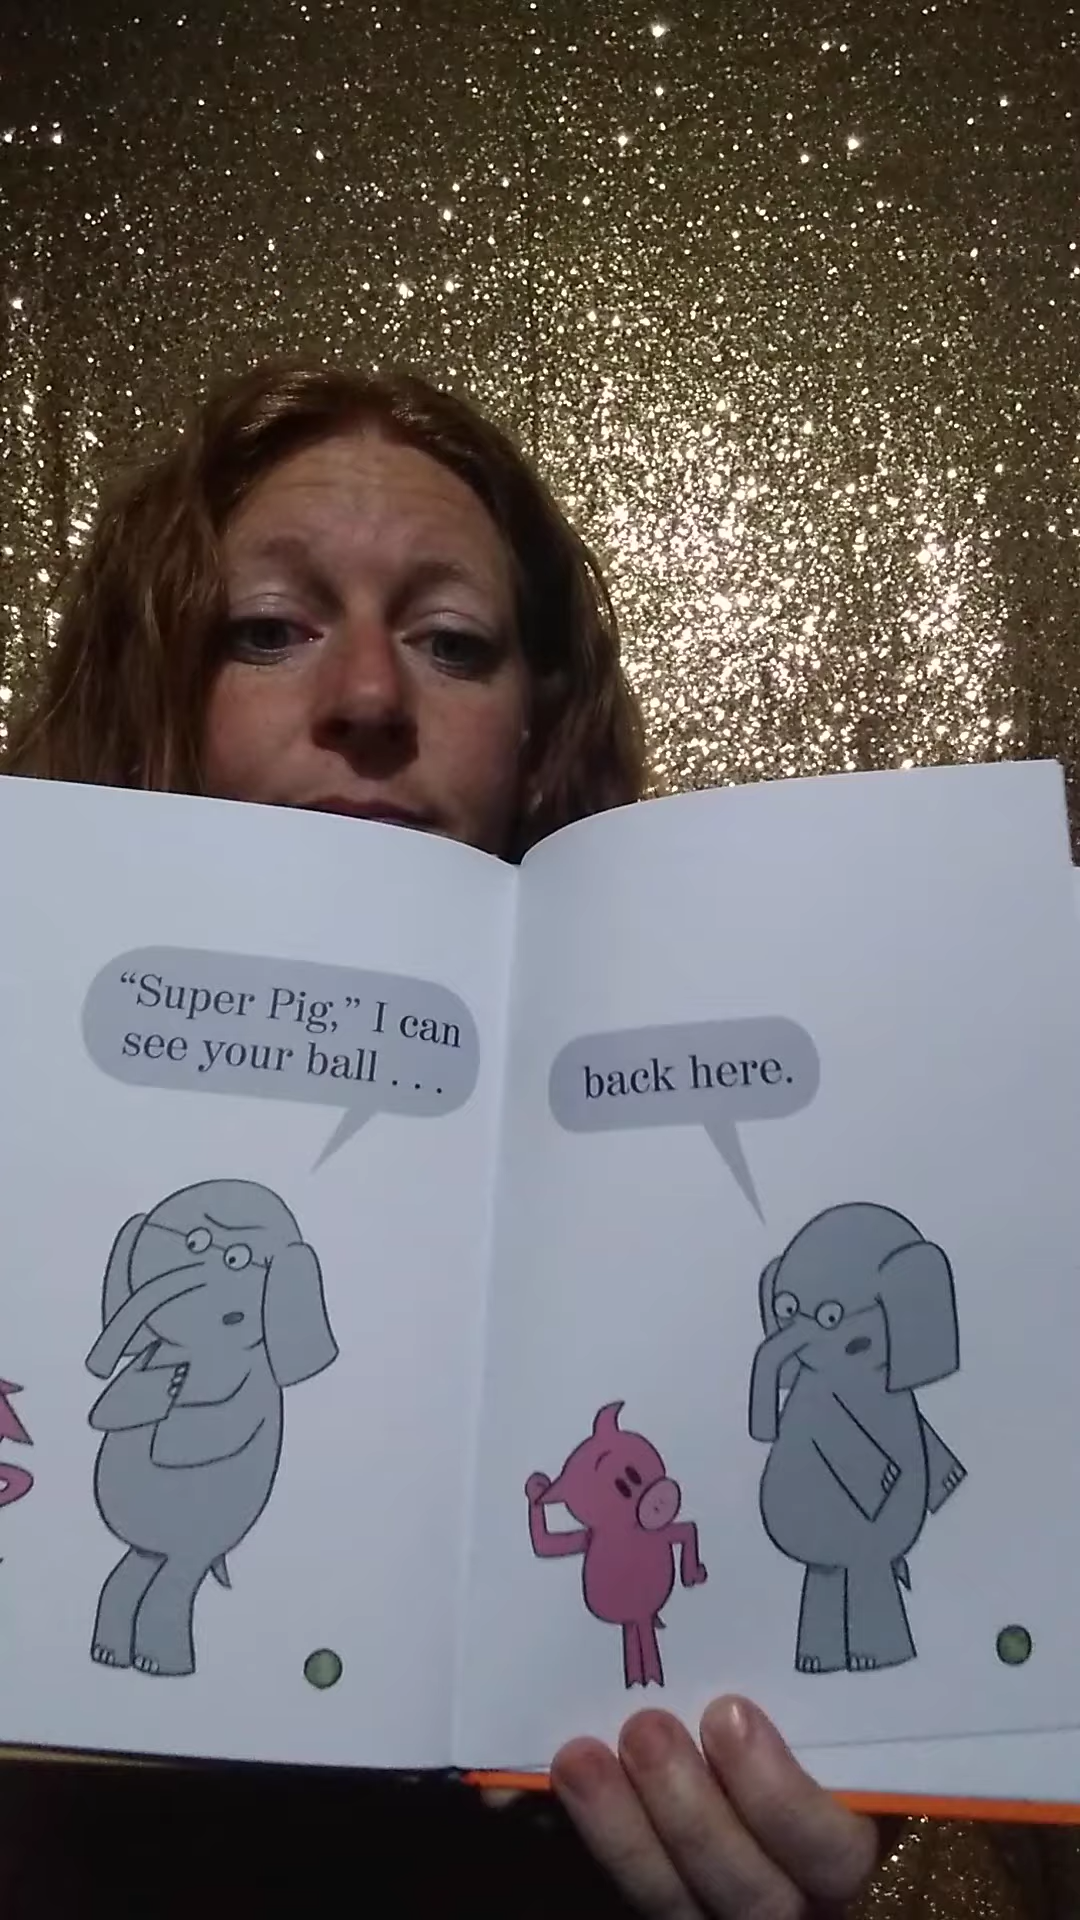 “Super Pig,” I can
see your ball . . .
back here.